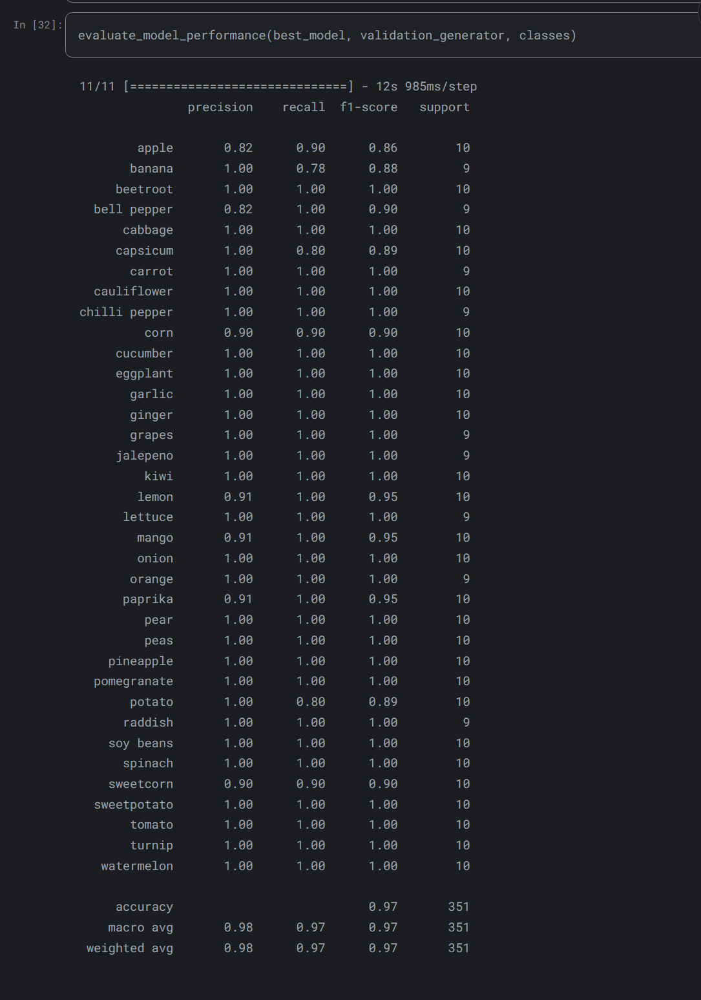 In [32]:
evaluate_model_performance(best_model, validation_generator, classes)
11/11 [==============================] - 12s 985ms/step
precision recall f1-score support
apple 0.82 0.90 0.86 10
banana 1.00 0.78 0.88 9
beetroot 1.00 1.00 1.00 10
bell pepper 0.82 1.00 0.90 9
cabbage 1.00 1.00 1.00 10
capsicum 1.00 0.80 0.89 10
carrot 1.00 1.00 1.00 9
cauliflower 1.00 1.00 1.00 10
chilli pepper 1.00 1.00 1.00 9
corn 0.90 0.90 0.90 10
cucumber 1.00 1.00 1.00 10
eggplant 1.00 1.00 1.00 10
garlic 1.00 1.00 1.00 10
ginger 1.00 1.00 1.00 10
grapes 1.00 1.00 1.00 9
jalepeno 1.00 1.00 1.00 9
kiwi 1.00 1.00 1.00 10
lemon 0.91 1.00 0.95 10
lettuce 1.00 1.00 1.00 9
mango 0.91 1.00 0.95 10
onion 1.00 1.00 1.00 10
orange 1.00 1.00 1.00 9
paprika 0.91 1.00 0.95 10
pear 1.00 1.00 1.00 10
peas 1.00 1.00 1.00 10
pineapple 1.00 1.00 1.00 10
pomegranate 1.00 1.00 1.00 10
potato 1.00 0.80 0.89 10
raddish 1.00 1.00 1.00 9
soy beans 1.00 1.00 1.00 10
spinach 1.00 1.00 1.00 10
sweetcorn 0.90 0.90 0.90 10
sweetpotato 1.00 1.00 1.00 10
tomato 1.00 1.00 1.00 10
turnip 1.00 1.00 1.00 10
watermelon 1.00 1.00 1.00 10
accuracy 0.97 351
macro avg 0.98 0.97 0.97 351
weighted avg 0.98 0.97 0.97 351